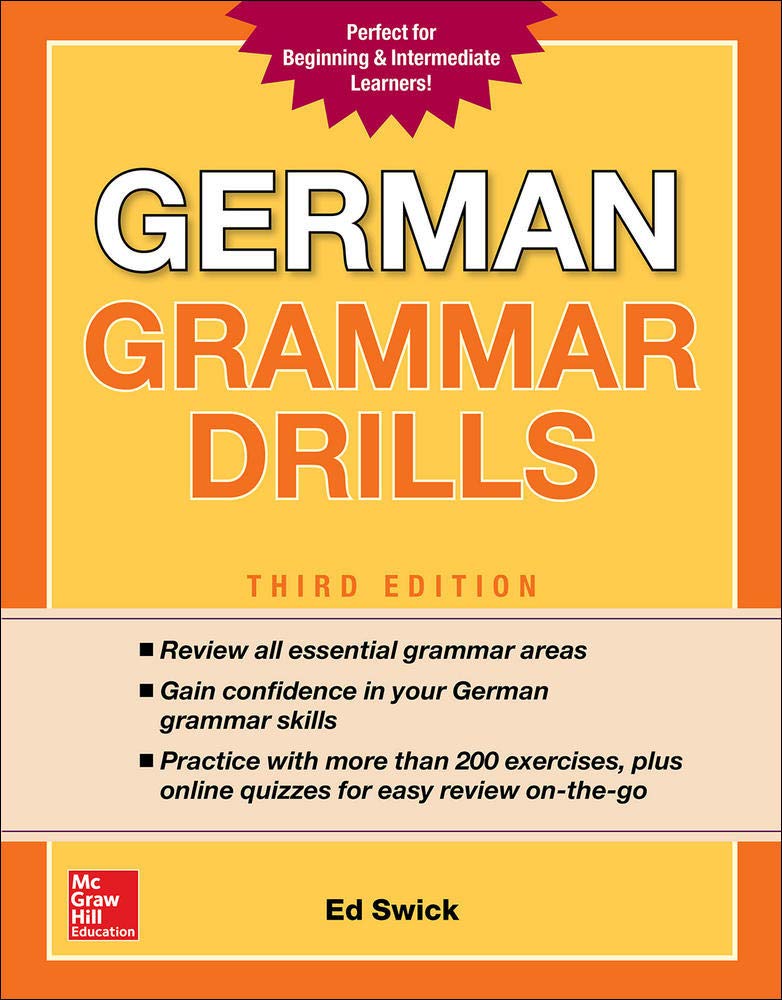 Perfect for
Beginning & Intermediate
Learners!
GERMAN
GRAMMAR
DRILLS
THIRD EDITION
■ Review all essential grammar areas
■ Gain confidence in your German
grammar skills
■ Practice with more than 200 exercises, plus
online quizzes for easy review on-the-go
Mc
Graw
Hill
Education
Ed Swick